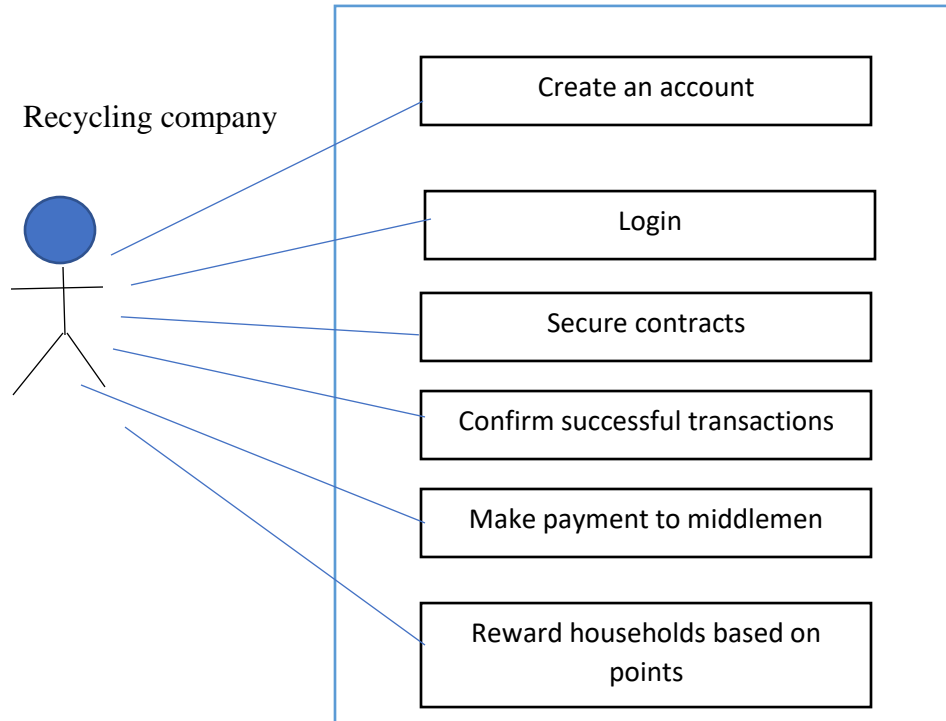 Create an account
Recycling company
Login
Secure contracts
Confirm successful transactions
Make payment to middlemen
Reward households based on
points